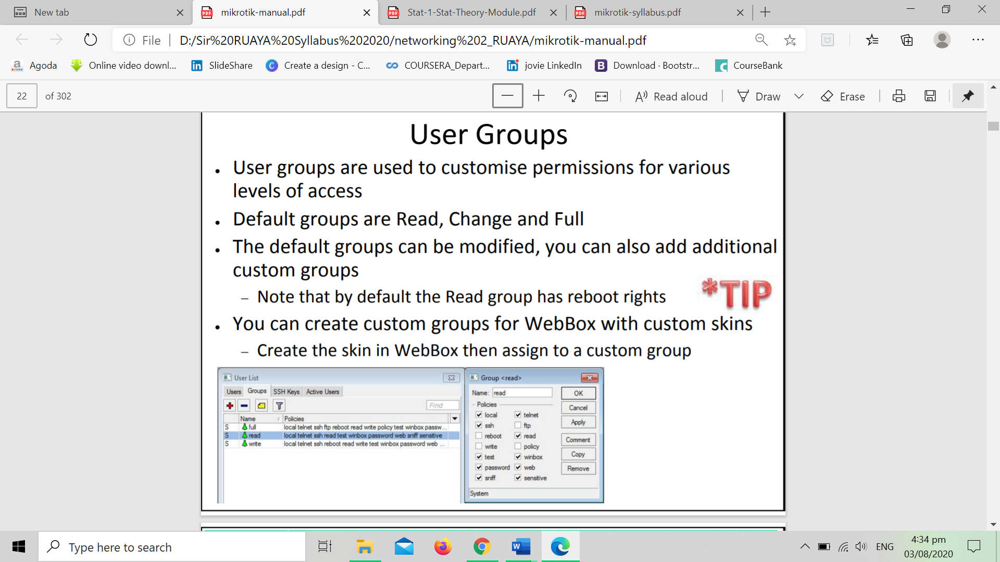 New tab
mikrotik-manual.pdf
Stat-1-Stat-Theory-Module.pdf
mikrotik-syllabus.pdf
File
D:/Sir%20RUAYA%20Syllabus%202020/networking%202_RUAYA/mikrotik-manual.pdf
Agoda
Online video downl...
SlideShare
Create a design - C...
COURSERA_Depart...
jovie LinkedIn
Download · Bootstr...
CourseBank
22 of 302
Read aloud
Draw
Erase
User Groups
• User groups are used to customise permissions for various
levels of access
• Default groups are Read, Change and Full
• The default groups can be modified, you can also add additional
custom groups
– Note that by default the Read group has reboot rights
*TIP
• You can create custom groups for WebBox with custom skins
– Create the skin in WebBox then assign to a custom group
User List
Users Groups SSH Keys Active Users
Find
Name / Policies
S full local telnet ssh ftp reboot read write policy test winbox passw...
S read local telnet ssh read test winbox password web sniff sensitive
S write local telnet ssh reboot read write test winbox password web ...
Group <read>
Name: read
Policies
local telnet
ssh ftp
reboot read
write policy
test winbox
password web
sniff sensitive
OK
Cancel
Apply
Comment
Copy
Remove
System
Type here to search
ENG
4:34 pm
03/08/2020